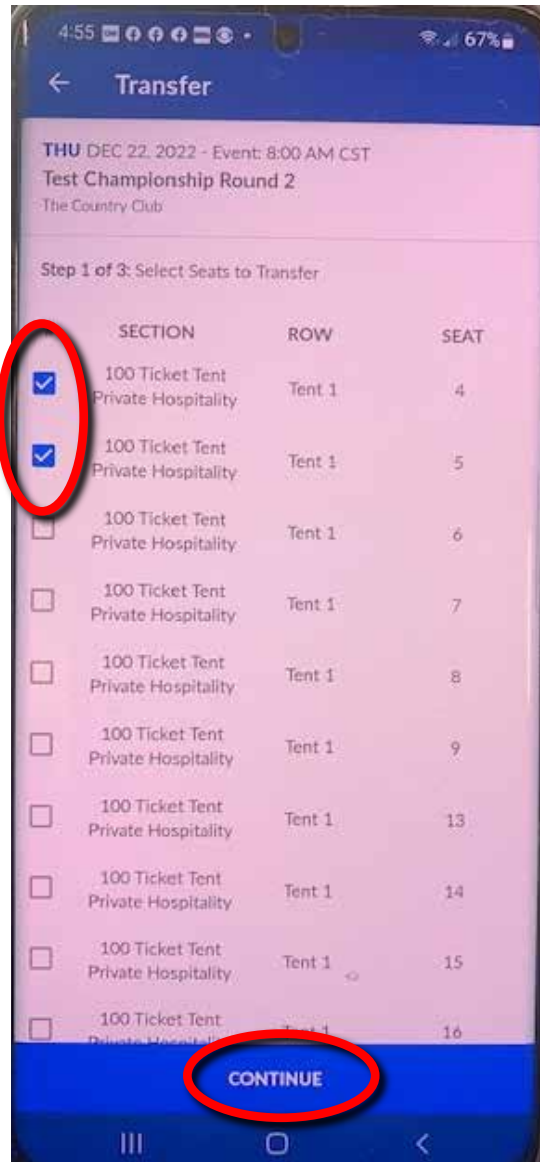 4:55 67%
Transfer
THU DEC 22, 2022 - Event: 8:00 AM CST
Test Championship Round 2
The Country Club
Step 1 of 3: Select Seats to Transfer
SECTION ROW SEAT
100 Ticket Tent
Private Hospitality Tent 1 4
100 Ticket Tent
Private Hospitality Tent 1 5
100 Ticket Tent
Private Hospitality Tent 1 6
100 Ticket Tent
Private Hospitality Tent 1 7
100 Ticket Tent
Private Hospitality Tent 1 8
100 Ticket Tent
Private Hospitality Tent 1 9
100 Ticket Tent
Private Hospitality Tent 1 13
100 Ticket Tent
Private Hospitality Tent 1 14
100 Ticket Tent
Private Hospitality Tent 1 15
100 Ticket Tent
Private Hospitality Tent 1 16
CONTINUE